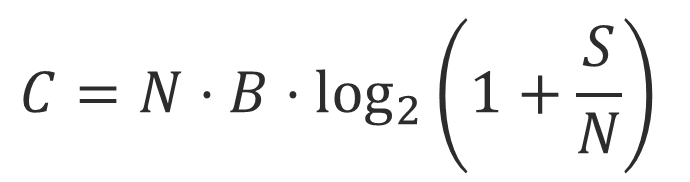 C = N · B · log₂(1 + S/N)